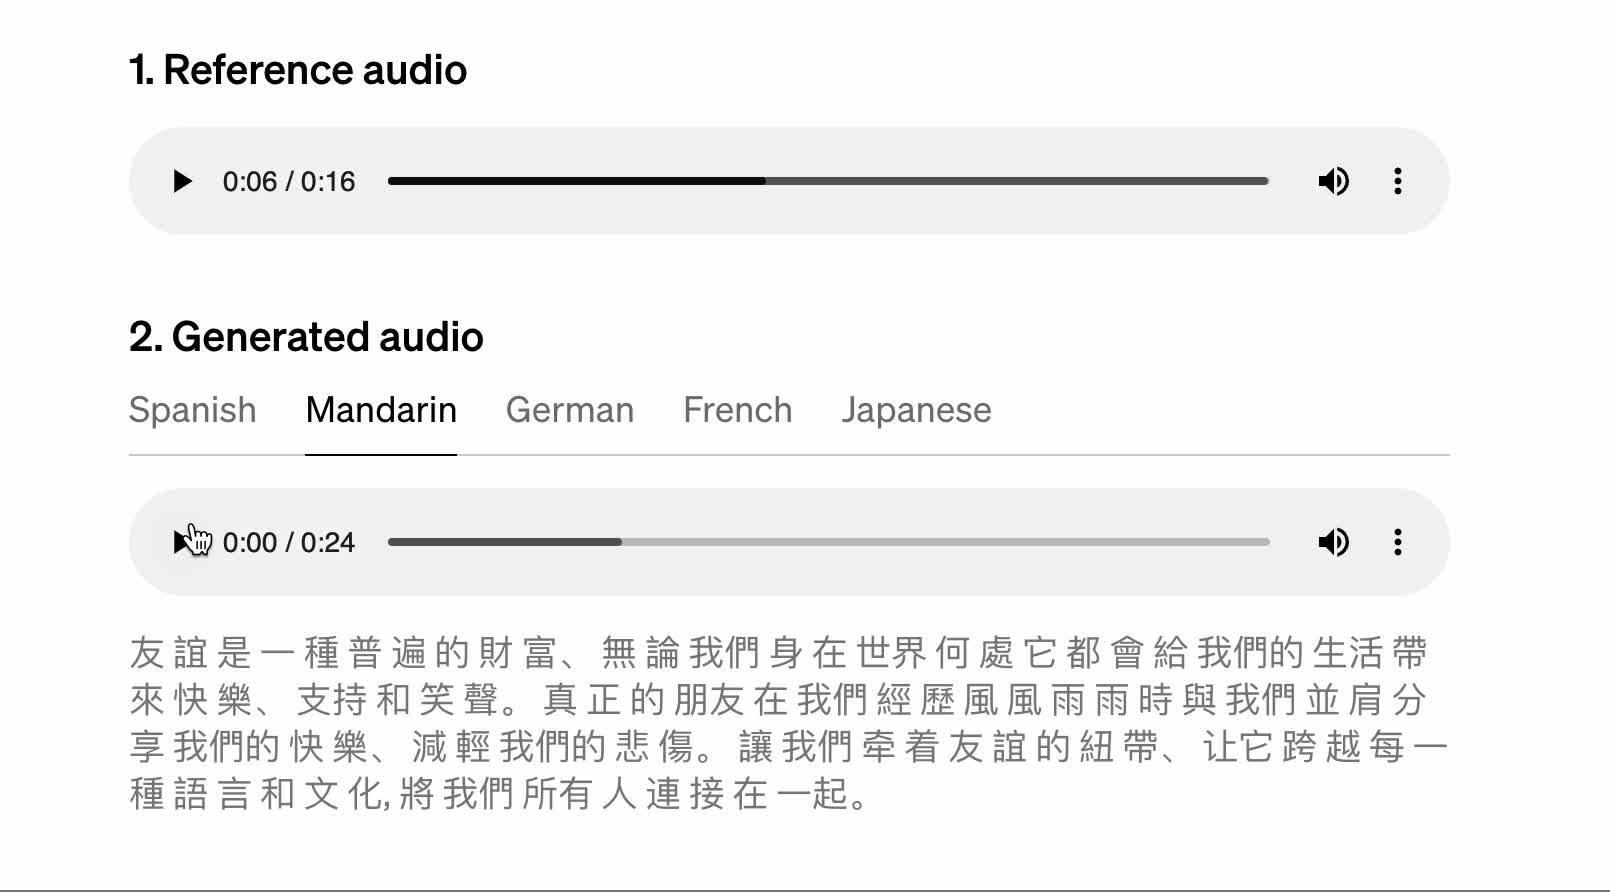 1. Reference audio
0:06 / 0:16
2. Generated audio
Spanish Mandarin German French Japanese
0:00 / 0:24
友誼是一種普遍的財富、無論我們身在世界何處它都會給我們的生活帶
來快樂、支持和笑聲。真正的朋友在我們經歷風風雨雨時與我們並肩分
享我們的快樂、減輕我們的悲傷。讓我們牽着友誼的紐帶、让它跨越每一
種語言和文化,將我們所有人連接在一起。